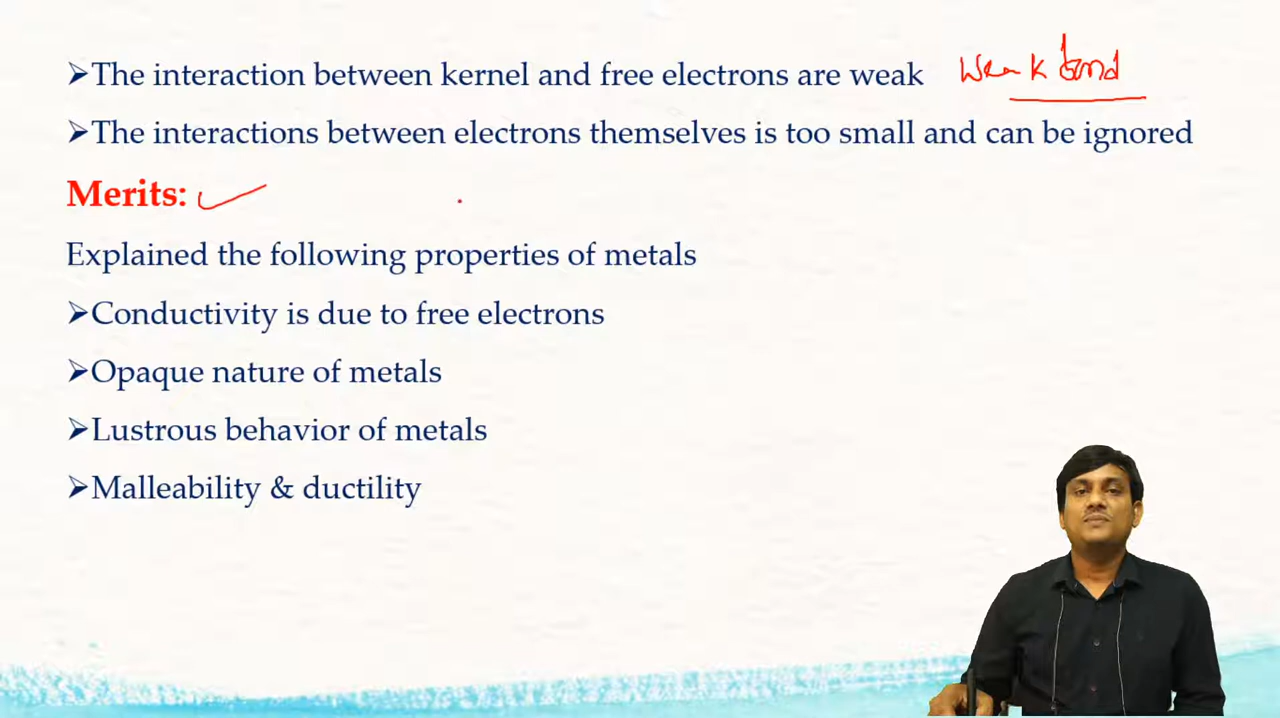 ➢The interaction between kernel and free electrons are weak weak bond
➢The interactions between electrons themselves is too small and can be ignored
Merits:
Explained the following properties of metals
➢Conductivity is due to free electrons
➢Opaque nature of metals
➢Lustrous behavior of metals
➢Malleability & ductility